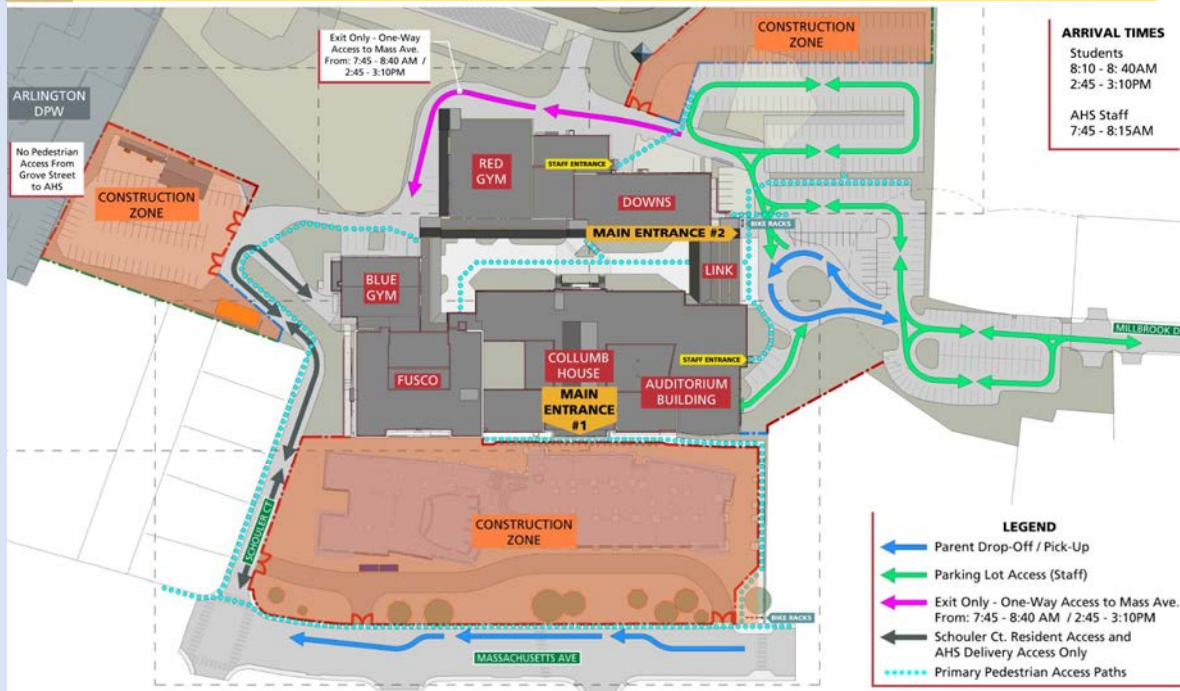 Exit Only - One-Way
Access to Mass Ave.
From: 7:45 - 8:40 AM /
2:45 - 3:10PM
CONSTRUCTION
ZONE
ARRIVAL TIMES
Students
8:10 - 8: 40AM
2:45 - 3:10PM
AHS Staff
7:45 - 8:15AM
ARLINGTON
DPW
No Pedestrian
Access From
Grove Street
to AHS
CONSTRUCTION
ZONE
RED
GYM
STAFF ENTRANCE
DOWNS
BIKE RACKS
MAIN ENTRANCE #2
LINK
BLUE
GYM
MILLBROOK D
FUSCO
COLLUMB
HOUSE
STAFF ENTRANCE
AUDITORIUM
BUILDING
MAIN
ENTRANCE
#1
CONSTRUCTION
ZONE
SCHOULER CT
BIKE RACKS
MASSACHUSETTS AVE
LEGEND
Parent Drop-Off / Pick-Up
Parking Lot Access (Staff)
Exit Only - One-Way Access to Mass Ave.
From: 7:45 - 8:40 AM / 2:45 - 3:10PM
Schouler Ct. Resident Access and
AHS Delivery Access Only
Primary Pedestrian Access Paths